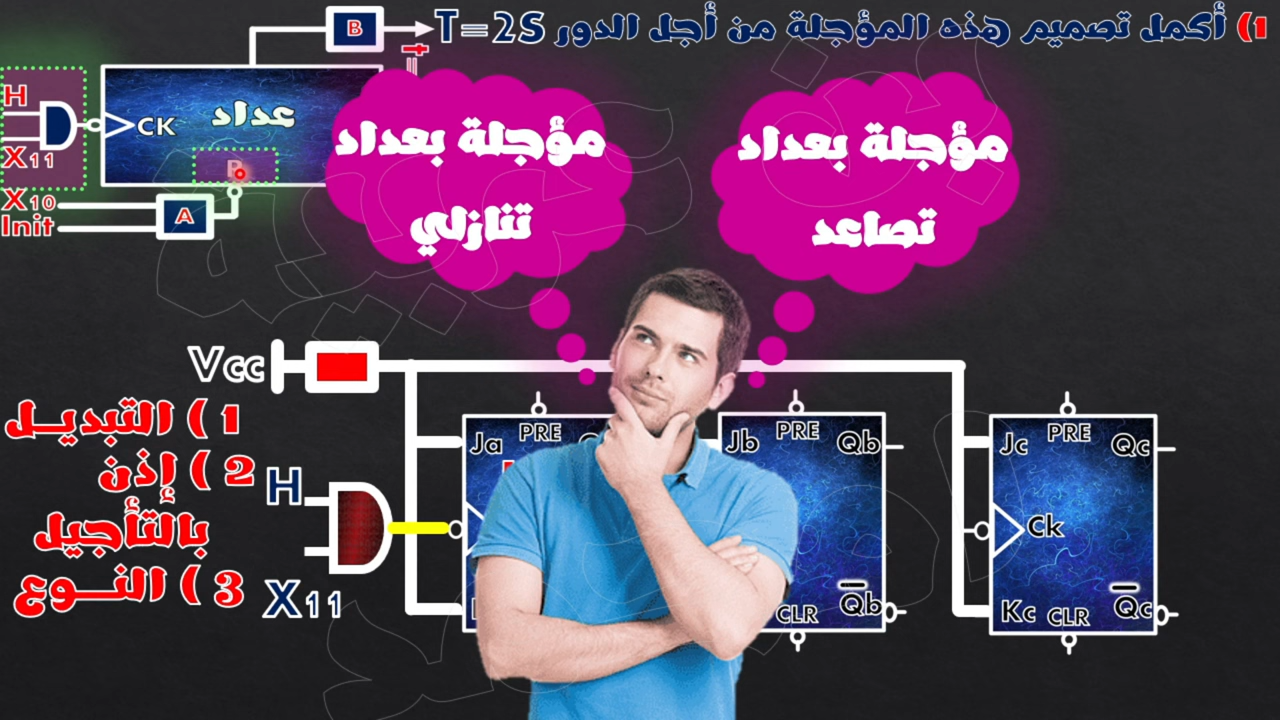 1) أكمل تصميم هذه المؤجلة من أجل الدور T=2S
B
t
H
X11
CK
عداد
R
X10
Init
A
مؤجلة بعداد
تنازلي
مؤجلة بعداد
تصاعد
Vcc
1 ) التبديـل
2 ) إذن
بالتأجيل
3 ) النـوع
H
X11
Ja
PRE
Jb
PRE
Qb
CLR
Qb
Jc
PRE
Qc
Ck
Kc
CLR
Qc